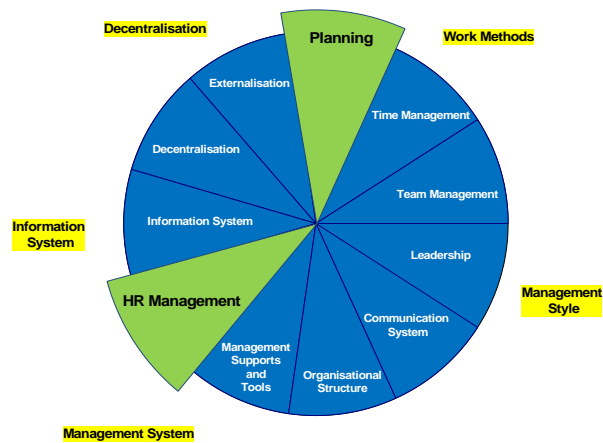 Decentralisation
Planning
Work Methods
Externalisation
Time Management
Decentralisation
Team Management
Information System
Information
System
Leadership
HR Management
Management
Style
Communication
System
Management
Supports
and
Tools
Organisational
Structure
Management System